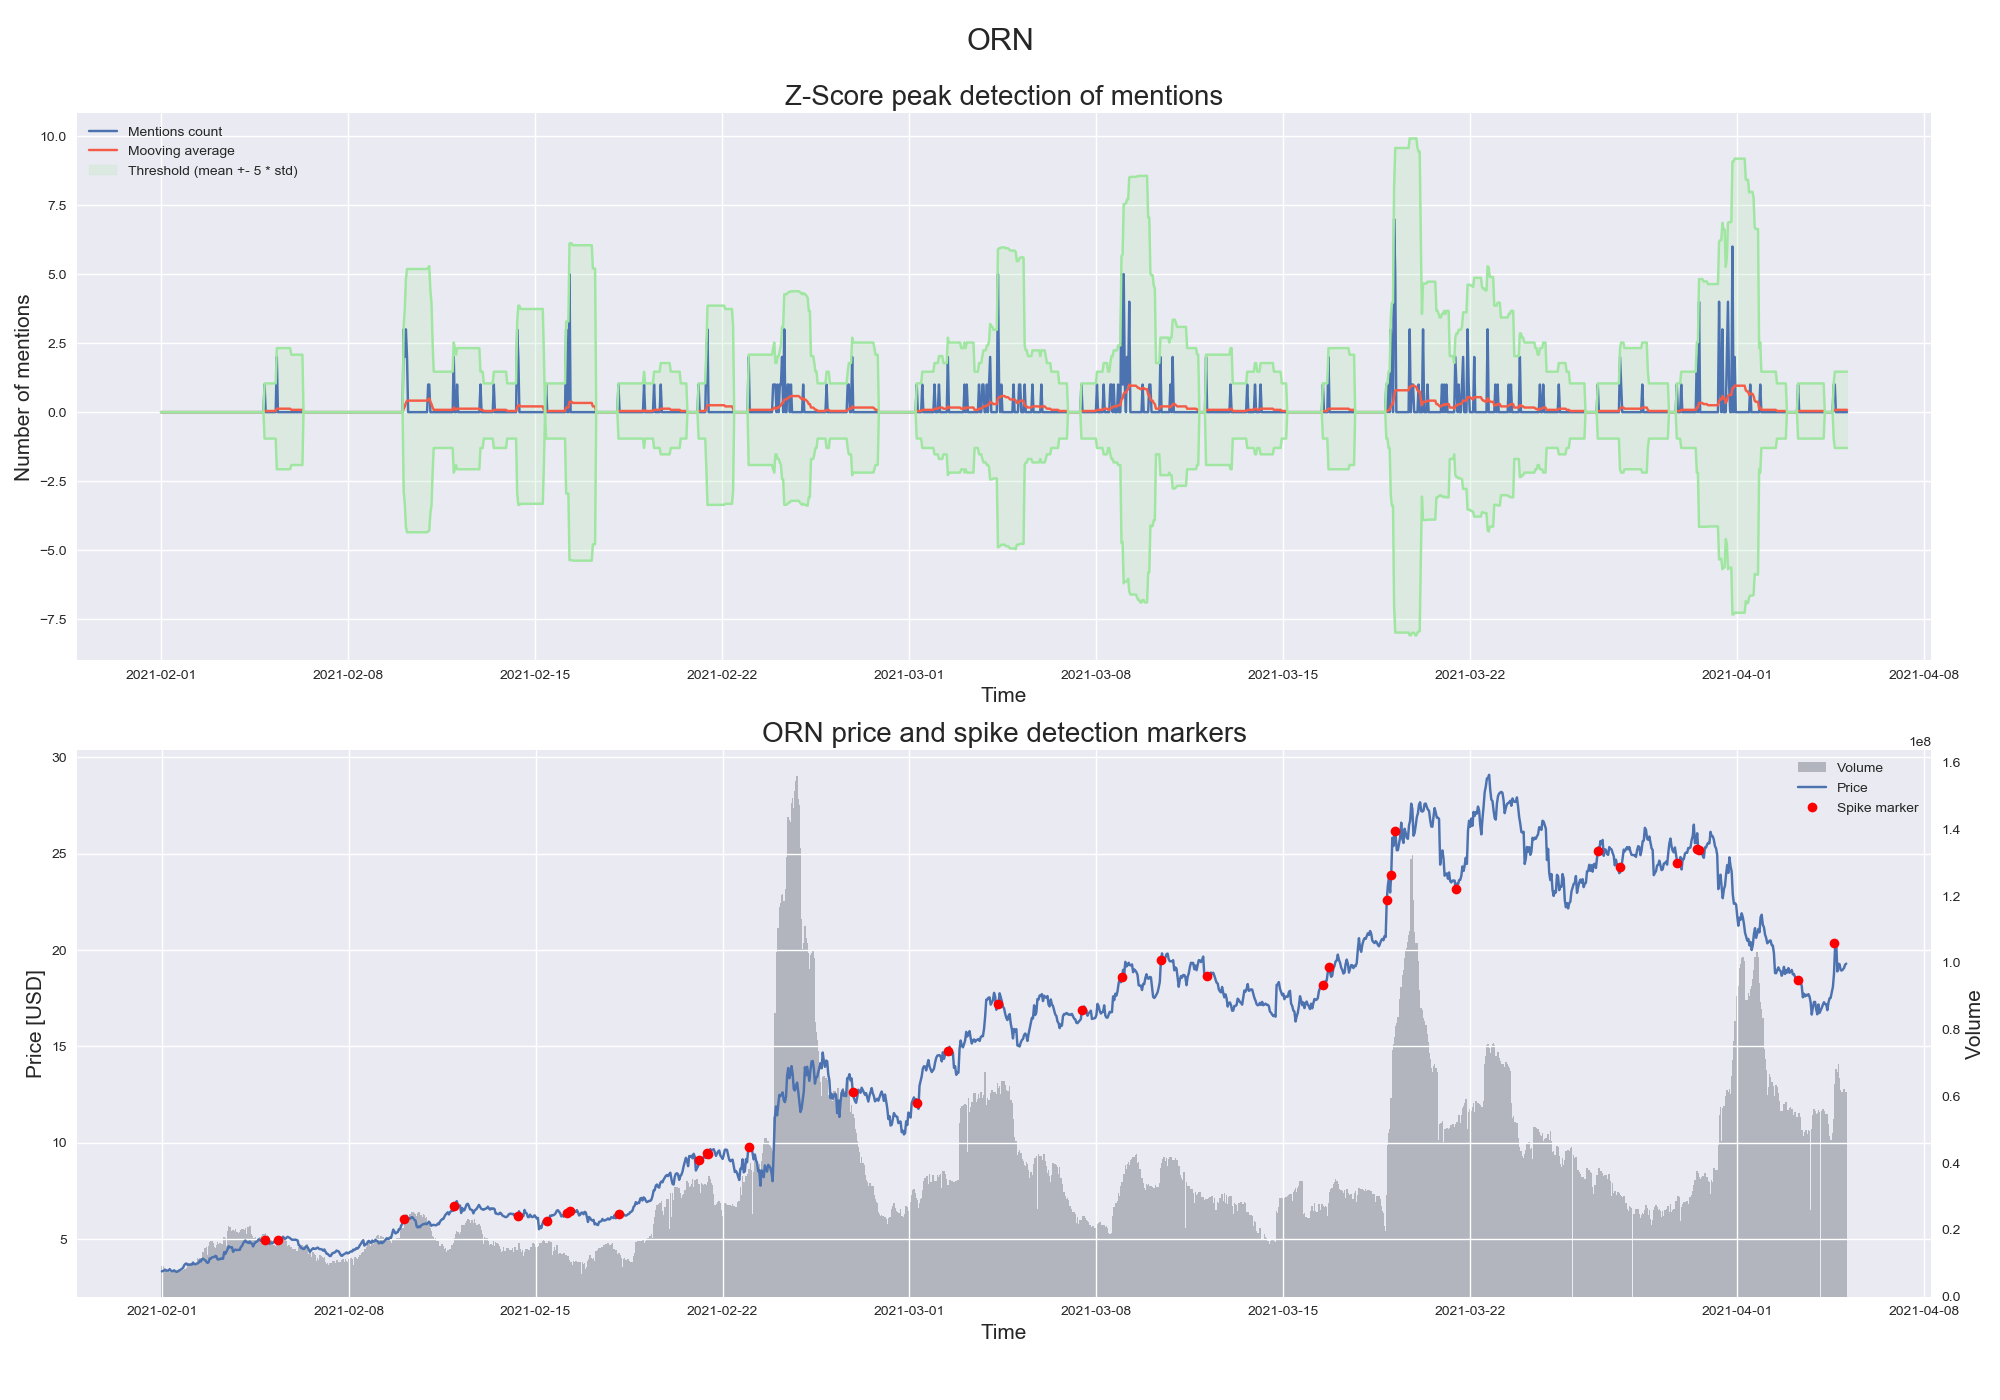 ORN
Z-Score peak detection of mentions
Mentions count
Mooving average
Threshold (mean +- 5 * std)
Number of mentions
10.0
7.5
5.0
2.5
0.0
−2.5
−5.0
−7.5
2021-02-01 2021-02-08 2021-02-15 2021-02-22 2021-03-01 2021-03-08 2021-03-15 2021-03-22 2021-04-01 2021-04-08
Time
ORN price and spike detection markers
1e8
Volume
Price
Spike marker
Price [USD]
30
25
20
15
10
5
1.6
1.4
1.2
1.0
0.8
0.6
0.4
0.2
0.0
Volume
2021-02-01 2021-02-08 2021-02-15 2021-02-22 2021-03-01 2021-03-08 2021-03-15 2021-03-22 2021-04-01 2021-04-08
Time